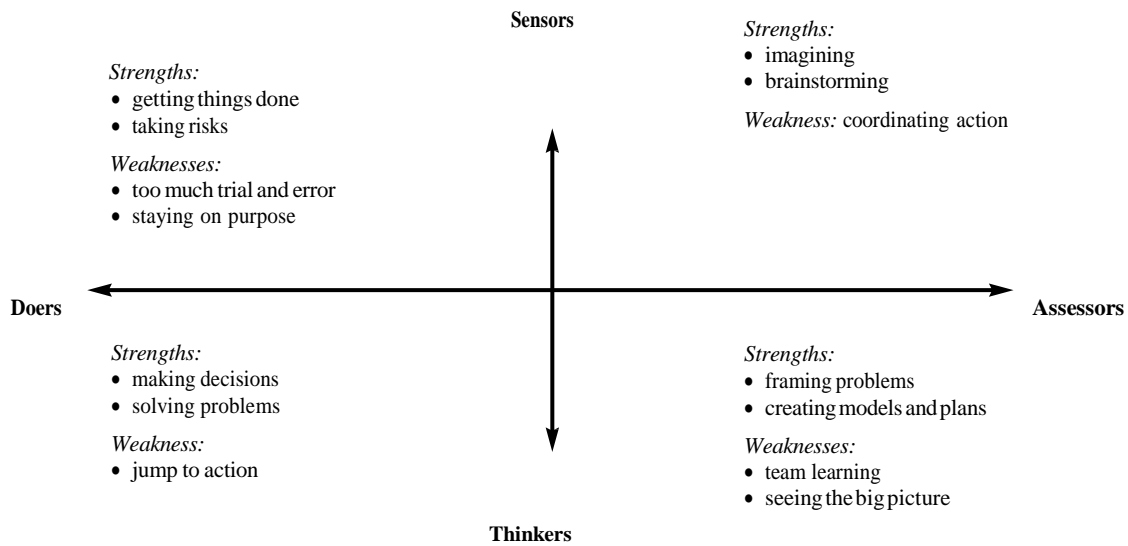 Sensors
Strengths:
• getting things done
• taking risks
Weaknesses:
• too much trial and error
• staying on purpose
Strengths:
• imagining
• brainstorming
Weakness: coordinating action
Doers
Assessors
Strengths:
• making decisions
• solving problems
Weakness:
• jump to action
Strengths:
• framing problems
• creating models and plans
Weaknesses:
• team learning
• seeing the big picture
Thinkers